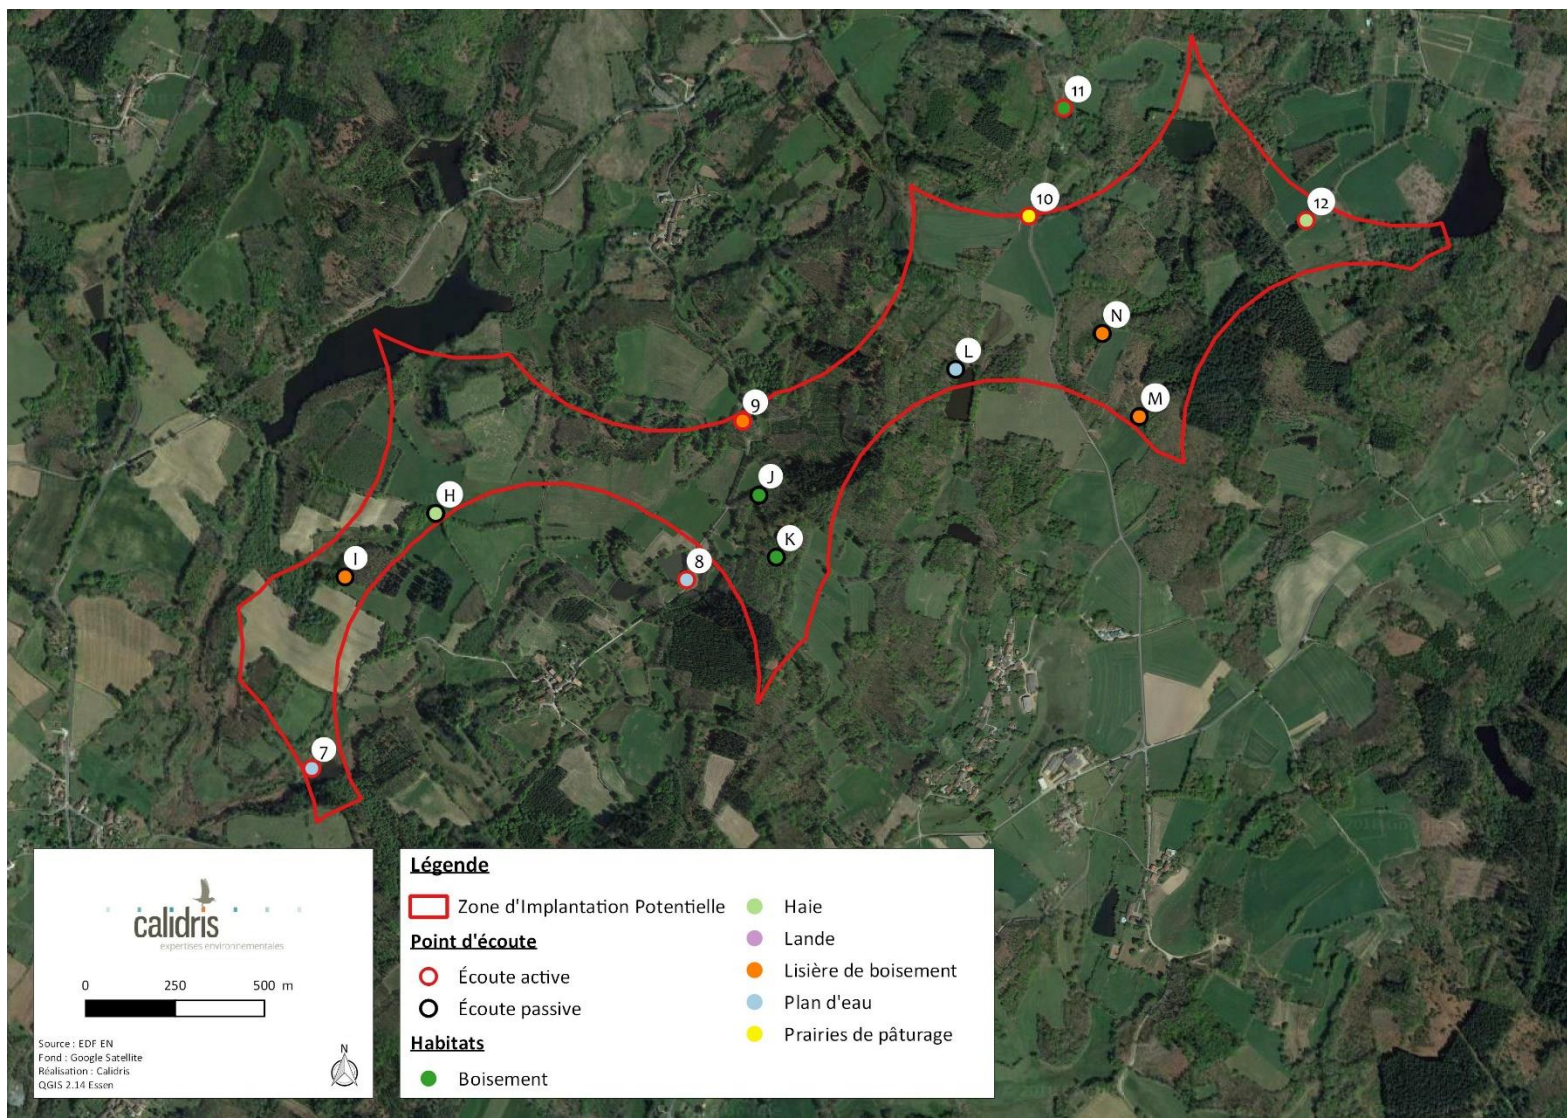 11
10
12
N
L
M
9
J
H
K
I
8
7
calidris
expertises environnementales
0 250 500 m
Source : EDF EN
Fond : Google Satellite
Réalisation : Calidris
QGIS 2.14 Essen
N
Légende
Zone d'Implantation Potentielle
Point d'écoute
Écoute active
Écoute passive
Habitats
Boisement
Haie
Lande
Lisière de boisement
Plan d'eau
Prairies de pâturage